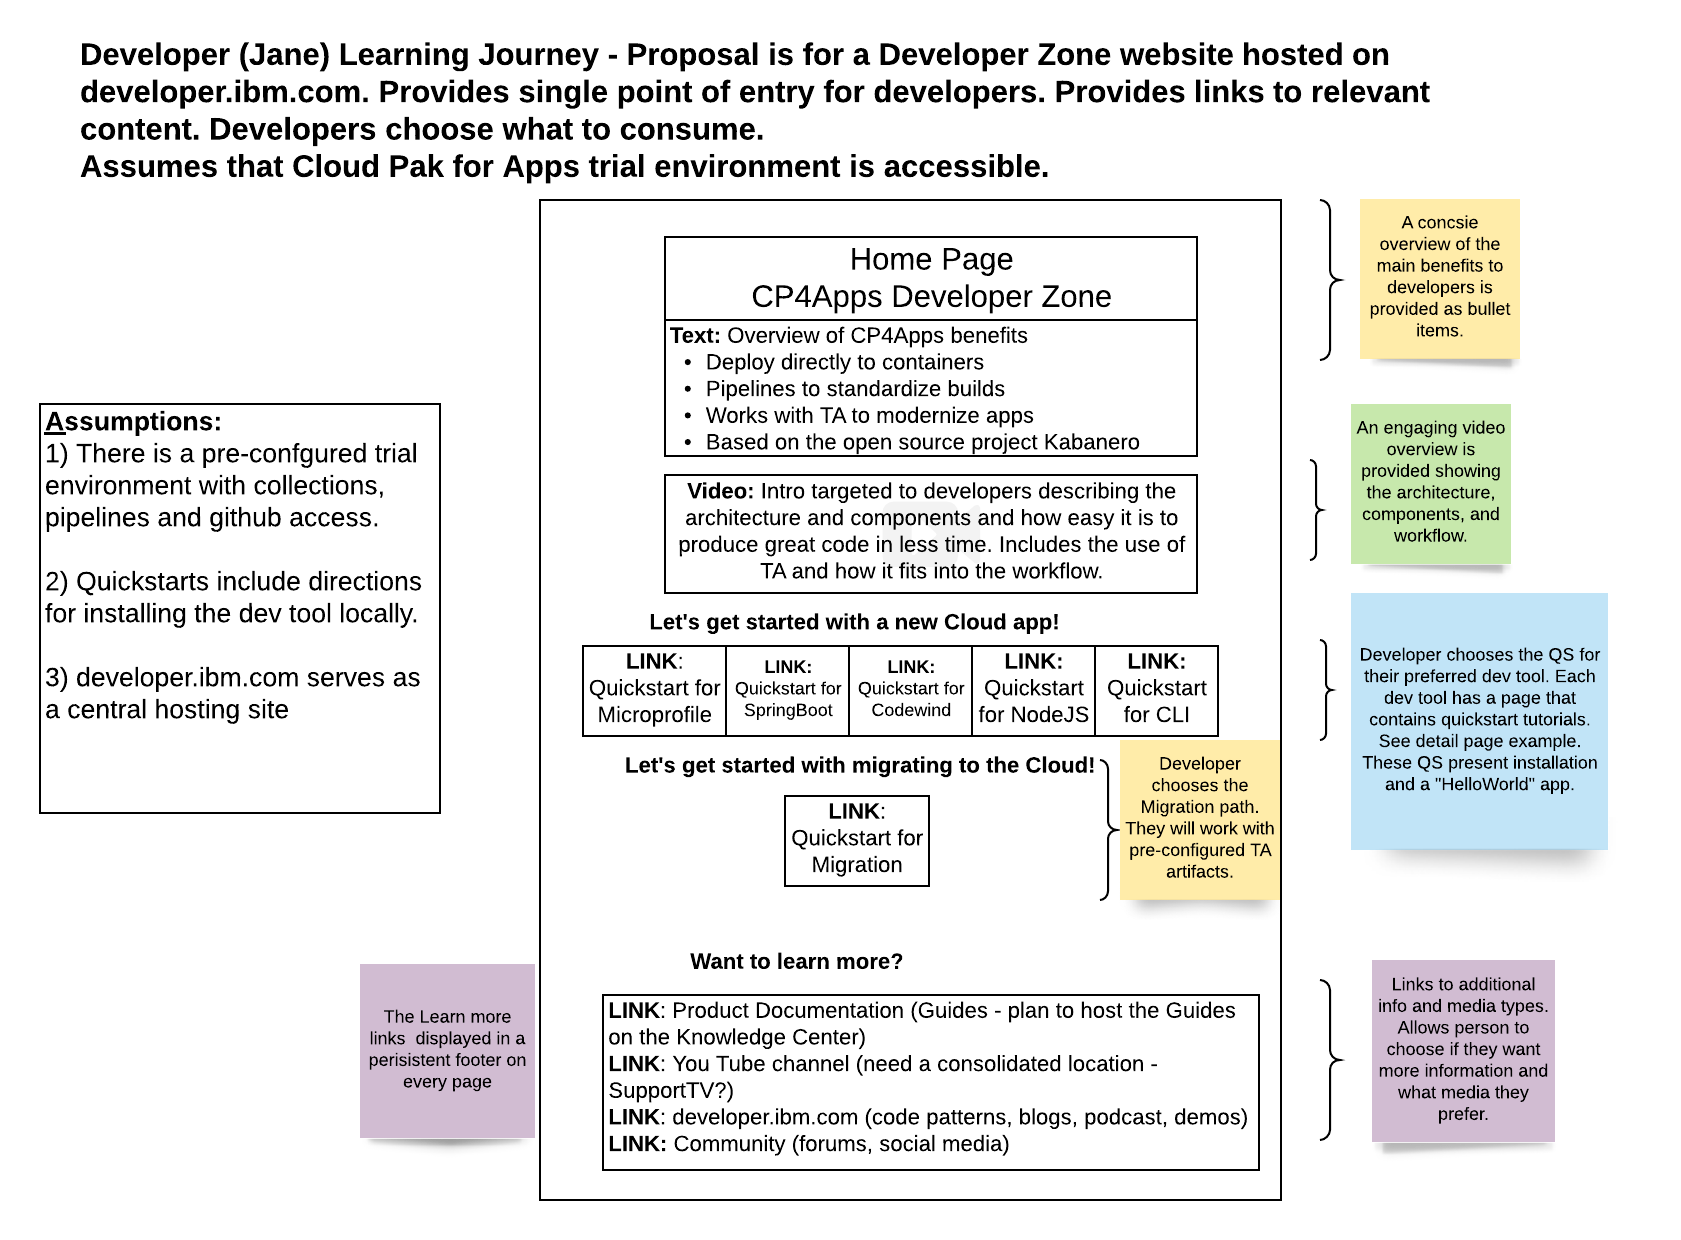 Developer (Jane) Learning Journey - Proposal is for a Developer Zone website hosted on
developer.ibm.com. Provides single point of entry for developers. Provides links to relevant
content. Developers choose what to consume.
Assumes that Cloud Pak for Apps trial environment is accessible.
Assumptions:
1) There is a pre-confgured trial
environment with collections,
pipelines and github access.
2) Quickstarts include directions
for installing the dev tool locally.
3) developer.ibm.com serves as
a central hosting site
Home Page
CP4Apps Developer Zone
Text: Overview of CP4Apps benefits
• Deploy directly to containers
• Pipelines to standardize builds
• Works with TA to modernize apps
• Based on the open source project Kabanero
A concsie
overview of the
main benefits to
developers is
provided as bullet
items.
Video: Intro targeted to developers describing the
architecture and components and how easy it is to
produce great code in less time. Includes the use of
TA and how it fits into the workflow.
An engaging video
overview is
provided showing
the architecture,
components, and
workflow.
Let's get started with a new Cloud app!
LINK:
Quickstart for
Microprofile
LINK:
Quickstart for
SpringBoot
LINK:
Quickstart for
Codewind
LINK:
Quickstart
for NodeJS
LINK:
Quickstart
for CLI
Developer chooses the QS for
their preferred dev tool. Each
dev tool has a page that
contains quickstart tutorials.
See detail page example.
These QS present installation
and a "HelloWorld" app.
Let's get started with migrating to the Cloud!
LINK:
Quickstart for
Migration
Developer
chooses the
Migration path.
They will work with
pre-configured TA
artifacts.
Want to learn more?
The Learn more
links  displayed in a
perisistent footer on
every page
LINK: Product Documentation (Guides - plan to host the Guides
on the Knowledge Center)
LINK: You Tube channel (need a consolidated location -
SupportTV?)
LINK: developer.ibm.com (code patterns, blogs, podcast, demos)
LINK: Community (forums, social media)
Links to additional
info and media types.
Allows person to
choose if they want
more information and
what media they
prefer.